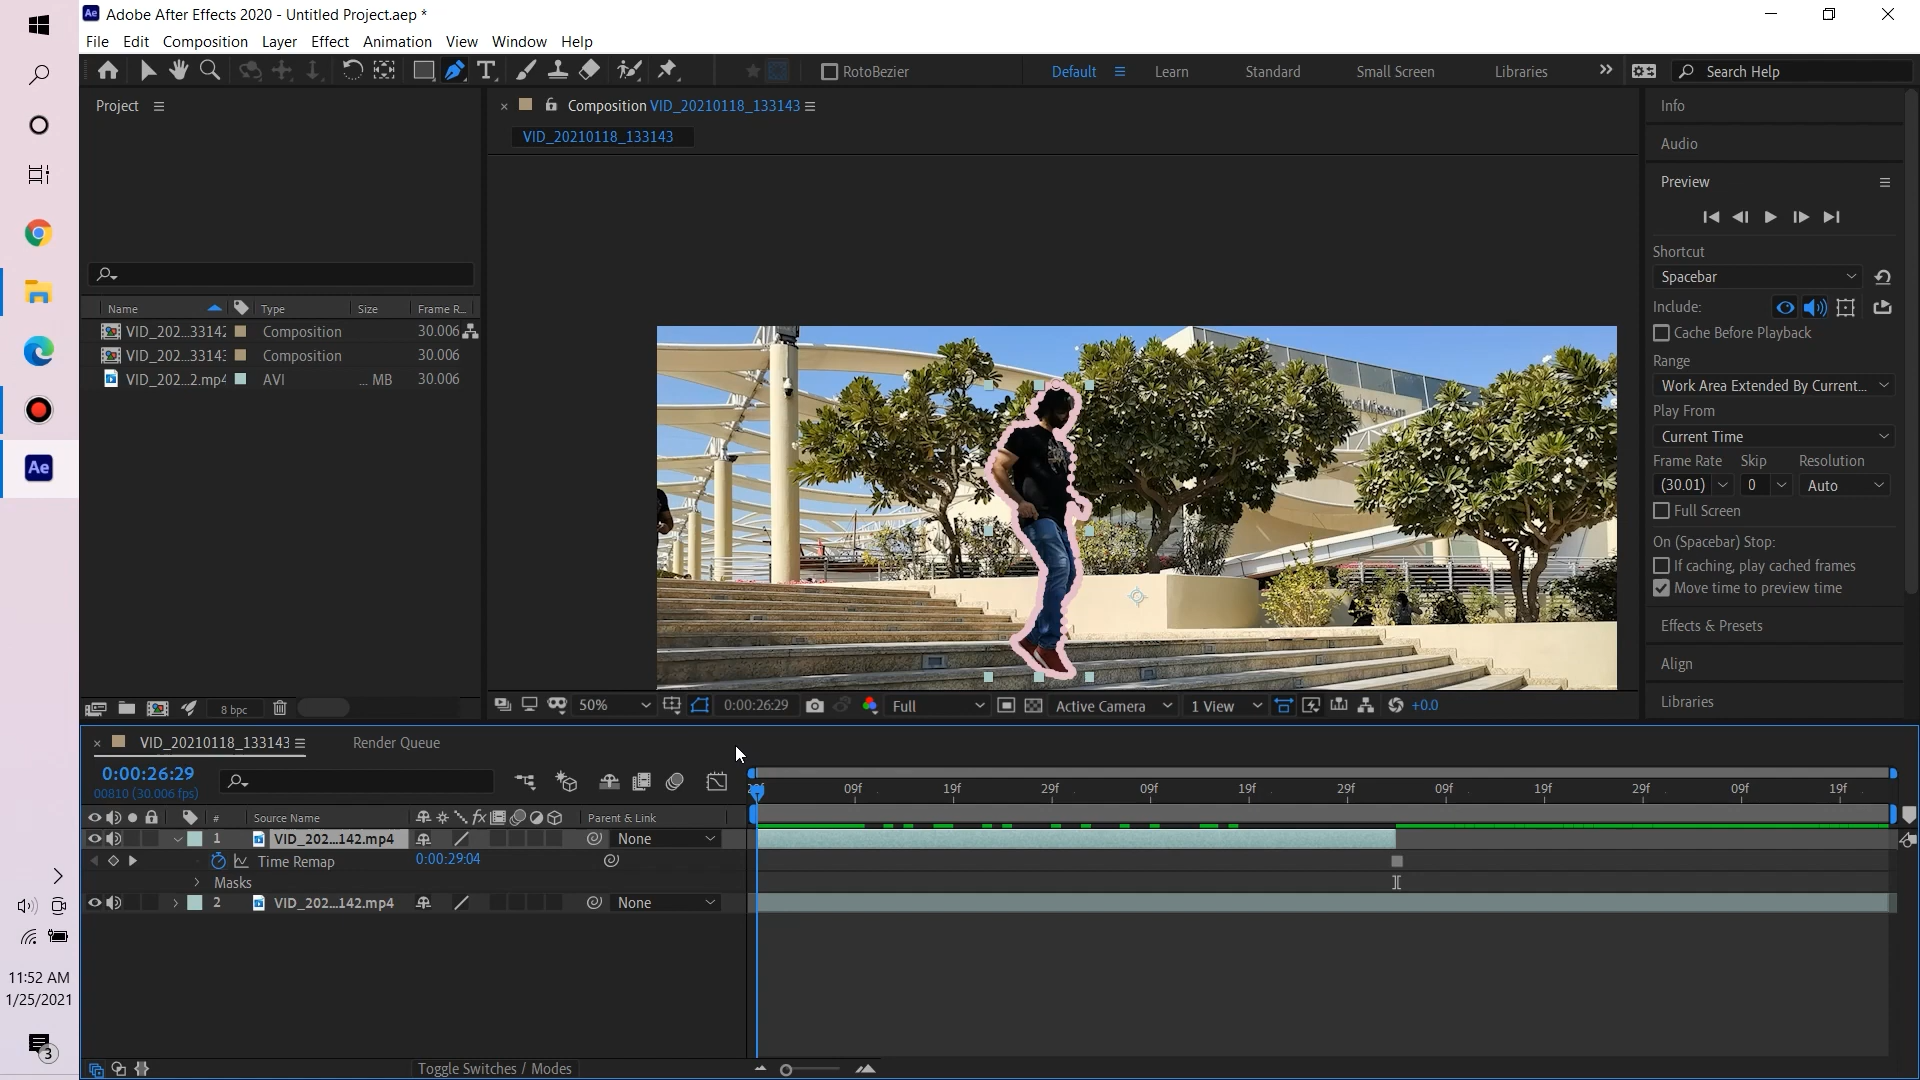 Ae Adobe After Effects 2020 - Untitled Project.aep *
File Edit Composition Layer Effect Animation View Window Help
RotoBezier Default Learn Standard Small Screen Libraries Search Help
Project
Composition VID_20210118_133143
VID_20210118_133143
Name Type Size Frame R...
VID_202...33142 Composition 30.006
VID_202...33143 Composition 30.006
VID_202...2.mp4 AVI ... MB 30.006
8 bpc
50% 0:00:26:29 Full Active Camera 1 View +0.0
Info
Audio
Preview
Shortcut
Spacebar
Include:
Cache Before Playback
Range
Work Area Extended By Current...
Play From
Current Time
Frame Rate Skip Resolution
(30.01) 0 Auto
Full Screen
On (Spacebar) Stop:
If caching, play cached frames
Move time to preview time
Effects & Presets
Align
Libraries
VID_20210118_133143 Render Queue
0:00:26:29
00810 (30.006 fps)
09f 19f 29f 09f 19f 29f 09f 19f 29f 09f 19f
# Source Name Parent & Link
1 VID_202...142.mp4 None
Time Remap 0:00:29:04
Masks
2 VID_202...142.mp4 None
Toggle Switches / Modes
Ae
11:52 AM
1/25/2021
3